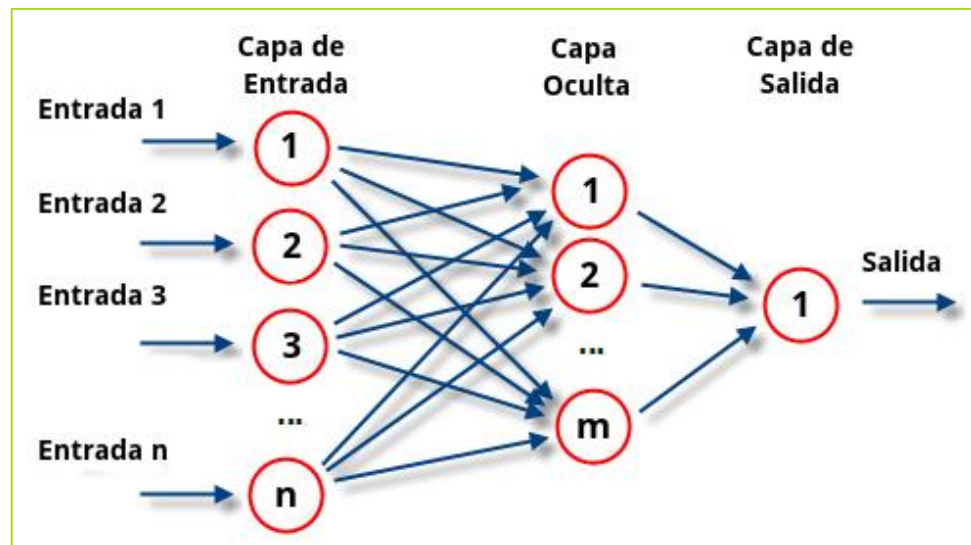 Capa de
Entrada
Capa
Oculta
Capa de
Salida
Entrada 1
1
Entrada 2
2
Entrada 3
3
...
Entrada n
n
1
2
...
m
1
Salida